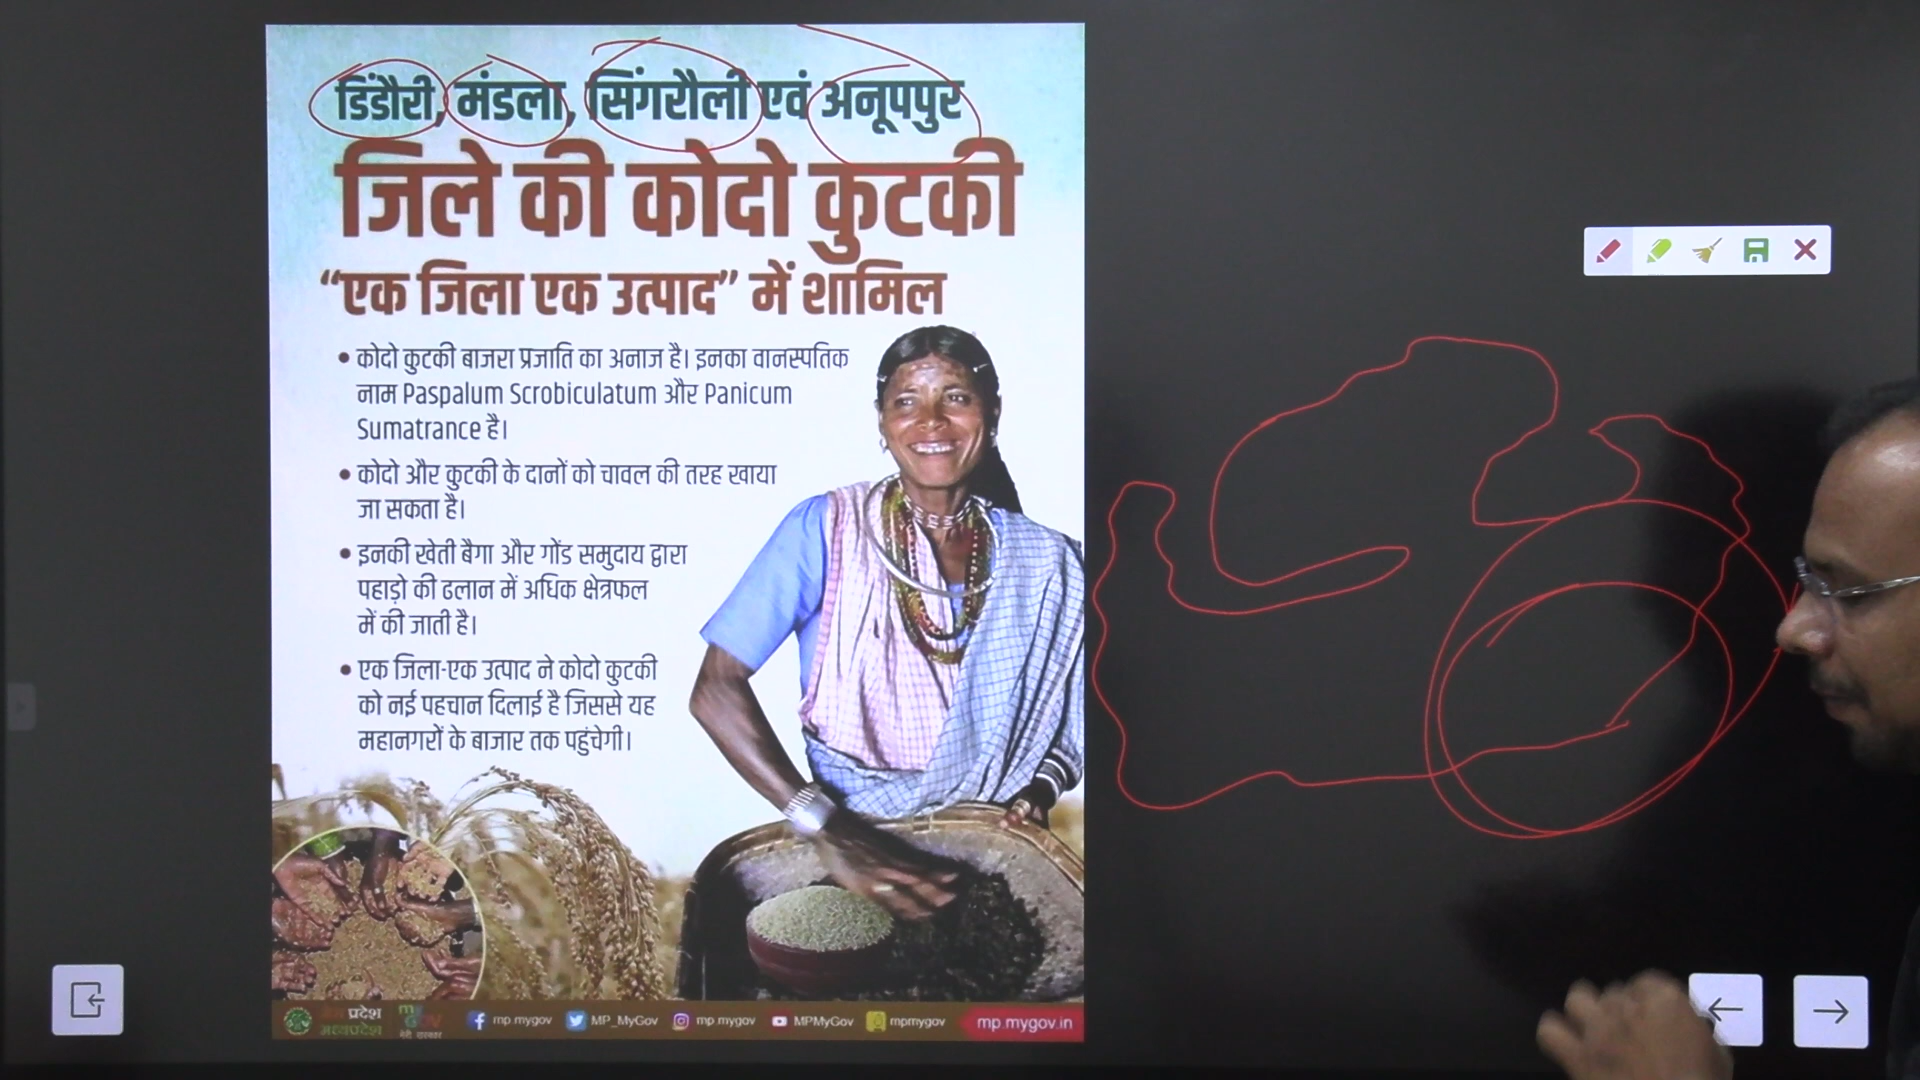 डिंडौरी, मंडला, सिंगरौली एवं अनूपपुर
जिले की कोदो कुटकी
“एक जिला एक उत्पाद” में शामिल
• कोदो कुटकी बाजरा प्रजाति का अनाज है। इनका वानस्पतिक
नाम Paspalum Scrobiculatum और Panicum
Sumatrance है।
• कोदो और कुटकी के दानों को चावल की तरह खाया
जा सकता है।
• इनकी खेती बैगा और गोंड समुदाय द्वारा
पहाड़ो की ढलान में अधिक क्षेत्रफल
में की जाती है।
• एक जिला-एक उत्पाद ने कोदो कुटकी
को नई पहचान दिलाई है जिससे यह
महानगरों के बाजार तक पहुंचेगी।
प्रदेश mp.mygov MP_MyGov mp.mygov MPMyGov mpmygov mp.mygov.in